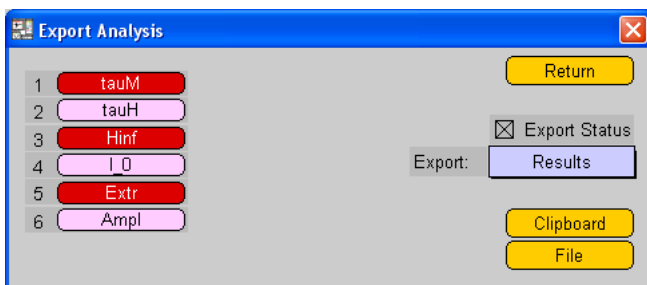 Export Analysis
Return
1 tauM
2 tauH
3 Hinf
4 I_0
5 Extr
6 Ampl
Export Status
Export: Results
Clipboard
File